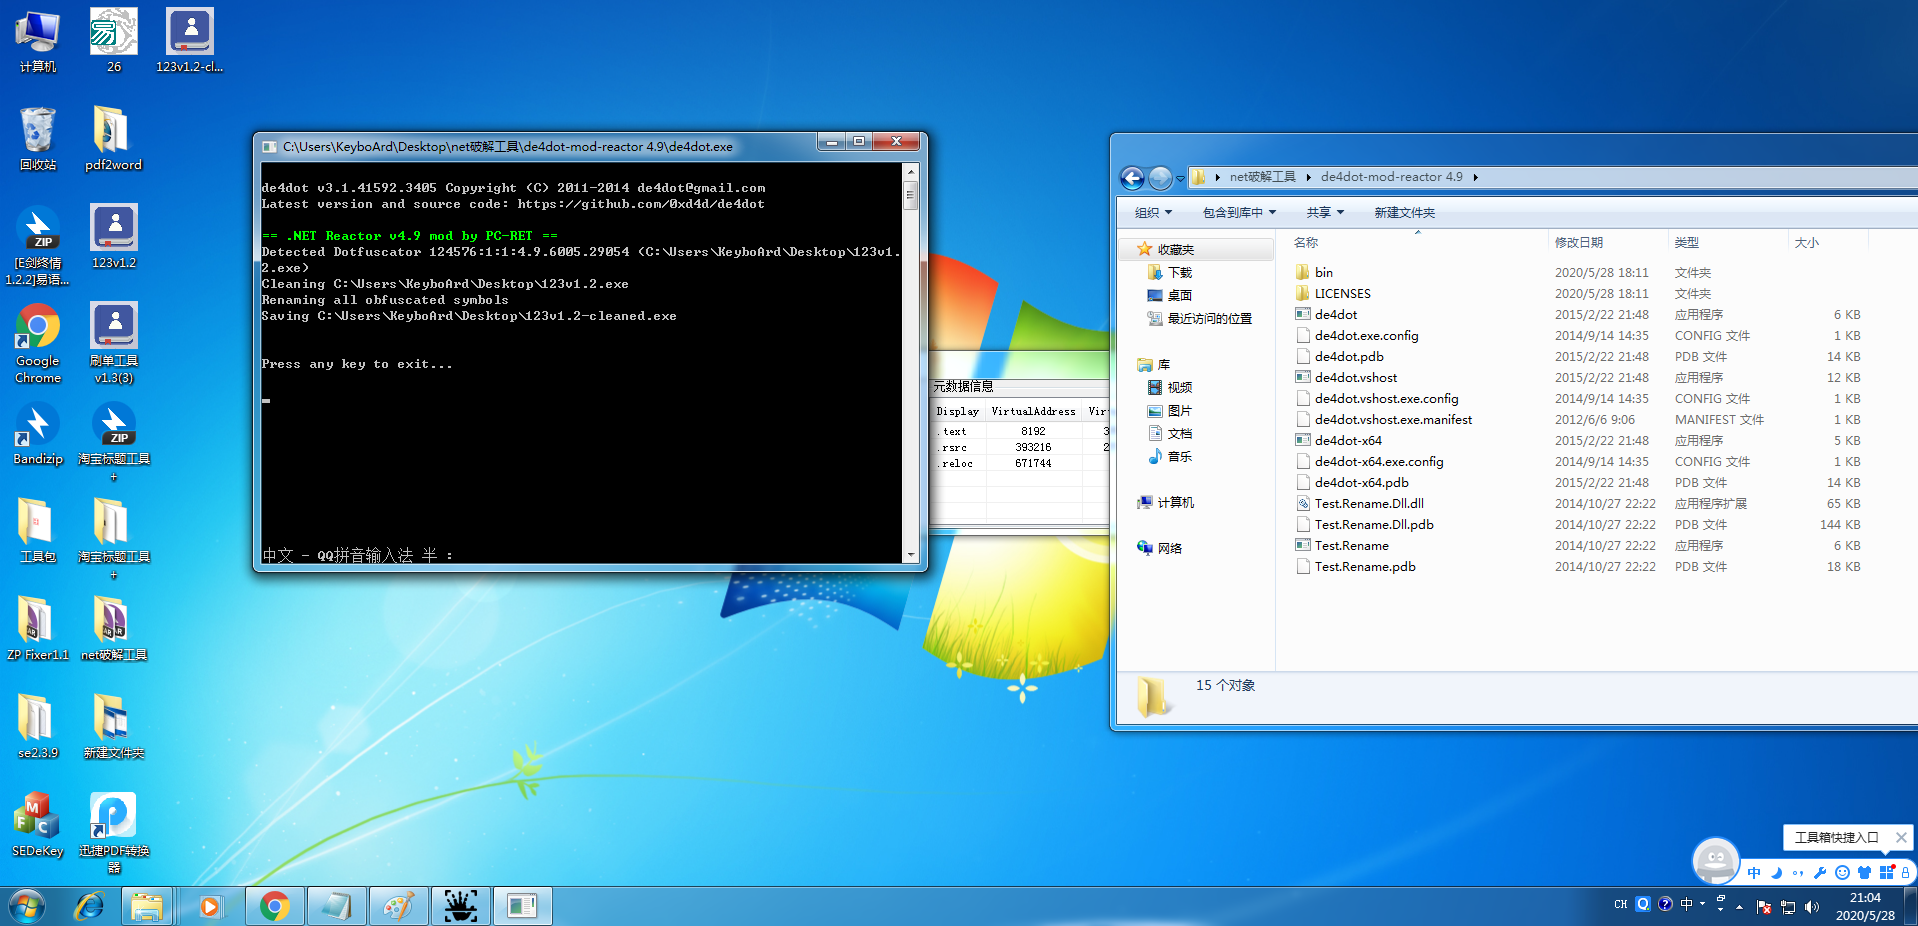 计算机
26
123v1.2-cl...
回收站
pdf2word
[E剑终情
1.2.2]易语...
123v1.2
Google
Chrome
刷单工具
v1.3(3)
Bandizip
淘宝标题工具
+
工具包
淘宝标题工具
+
ZP Fixer1.1
net破解工具
se2.3.9
新建文件夹
SEDeKey
迅捷PDF转换
器
C:\Users\KeyboArd\Desktop\net破解工具\de4dot-mod-reactor 4.9\de4dot.exe
de4dot v3.1.41592.3405 Copyright (C) 2011-2014 de4dot@gmail.com
Latest version and source code: https://github.com/0xd4d/de4dot
== .NET Reactor v4.9 mod by PC-RET ==
Detected Dotfuscator 124576:1:1:4.9.6005.29054 (C:\Users\KeyboArd\Desktop\123v1.
2.exe)
Cleaning C:\Users\KeyboArd\Desktop\123v1.2.exe
Renaming all obfuscated symbols
Saving C:\Users\KeyboArd\Desktop\123v1.2-cleaned.exe
Press any key to exit...
中文 - QQ拼音输入法 半 :
元数据信息
Display VirtualAddress Virt
.text 8192 3
.rsrc 393216 2
.reloc 671744
net破解工具 de4dot-mod-reactor 4.9
组织 包含到库中 共享 新建文件夹
收藏夹
下载
桌面
最近访问的位置
库
视频
图片
文档
音乐
计算机
网络
名称 修改日期 类型 大小
bin 2020/5/28 18:11 文件夹
LICENSES 2020/5/28 18:11 文件夹
de4dot 2015/2/22 21:48 应用程序 6 KB
de4dot.exe.config 2014/9/14 14:35 CONFIG 文件 1 KB
de4dot.pdb 2015/2/22 21:48 PDB 文件 14 KB
de4dot.vshost 2015/2/22 21:48 应用程序 12 KB
de4dot.vshost.exe.config 2014/9/14 14:35 CONFIG 文件 1 KB
de4dot.vshost.exe.manifest 2012/6/6 9:06 MANIFEST 文件 1 KB
de4dot-x64 2015/2/22 21:48 应用程序 5 KB
de4dot-x64.exe.config 2014/9/14 14:35 CONFIG 文件 1 KB
de4dot-x64.pdb 2015/2/22 21:48 PDB 文件 14 KB
Test.Rename.Dll.dll 2014/10/27 22:22 应用程序扩展 65 KB
Test.Rename.Dll.pdb 2014/10/27 22:22 PDB 文件 144 KB
Test.Rename 2014/10/27 22:22 应用程序 6 KB
Test.Rename.pdb 2014/10/27 22:22 PDB 文件 18 KB
15 个对象
工具箱快捷入口
中
CH 中
21:04
2020/5/28